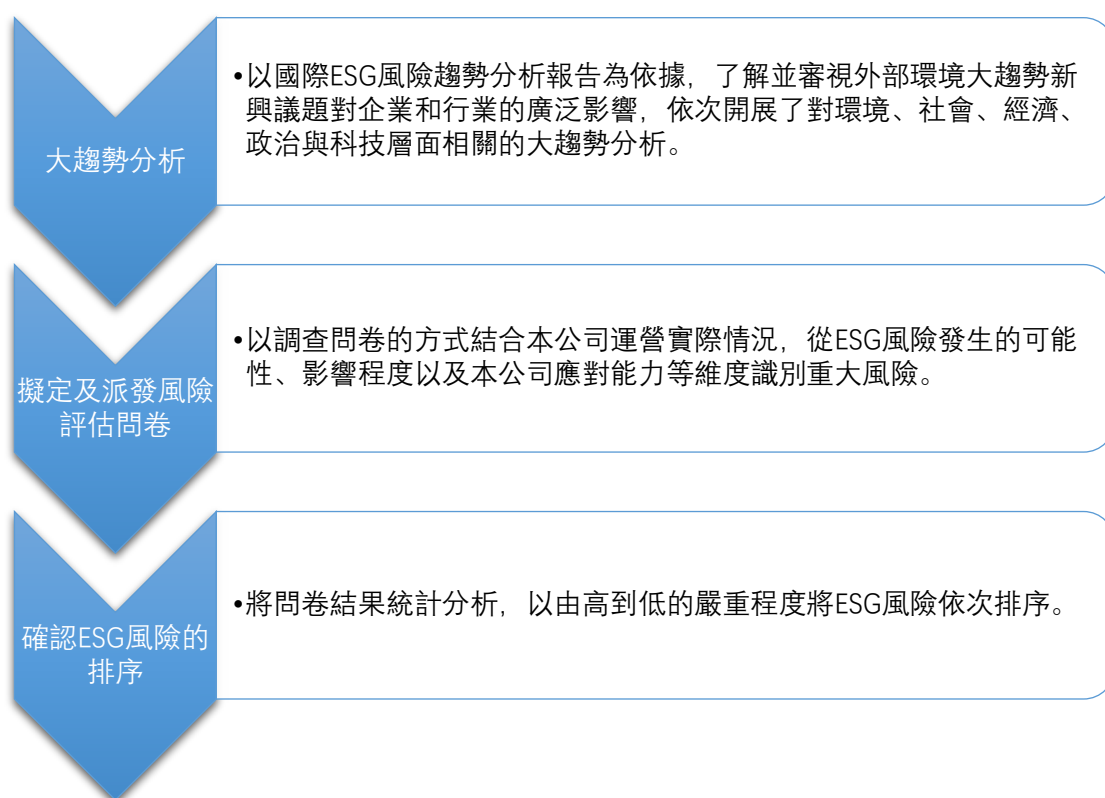 大趨勢分析
•以國際ESG風險趨勢分析報告為依據，了解並審視外部環境大趨勢新
興議題對企業和行業的廣泛影響，依次開展了對環境、社會、經濟、
政治與科技層面相關的大趨勢分析。
擬定及派發風險
評估問卷
•以調查問卷的方式結合本公司運營實際情況，從ESG風險發生的可能
性、影響程度以及本公司應對能力等維度識別重大風險。
確認ESG風險的
排序
•將問卷結果統計分析，以由高到低的嚴重程度將ESG風險依次排序。